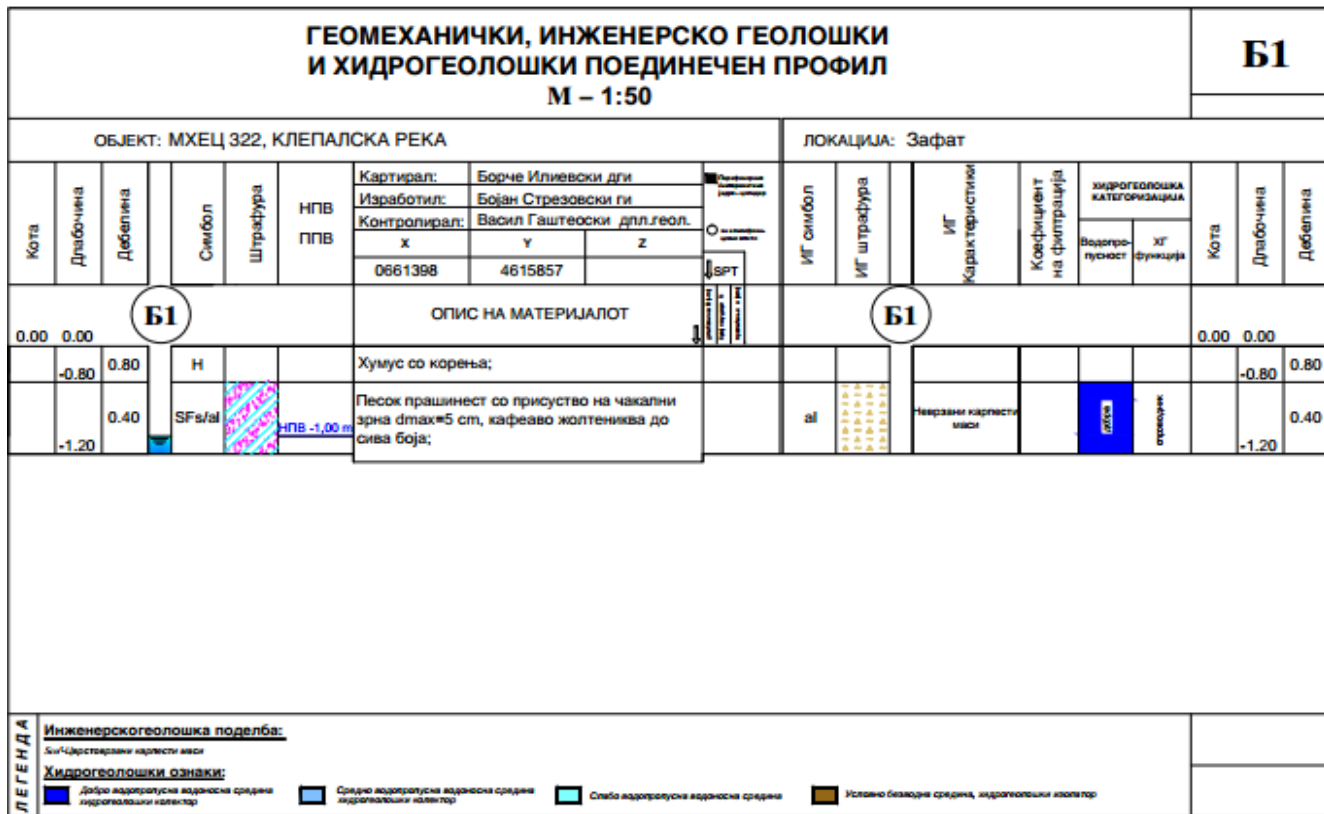 ГЕОМЕХАНИЧКИ, ИНЖЕНЕРСКО ГЕОЛОШКИ
И ХИДРОГЕОЛОШКИ ПОЕДИНЕЧЕН ПРОФИЛ
М – 1:50
Б1
ОБЈЕКТ: МХЕЦ 322, КЛЕПАЛСКА РЕКА
ЛОКАЦИЈА: Зафат
Кота
Длабочина
Дебелина
Симбол
Штрафура
НПВ
ППВ
Картирал: Борче Илиевски дги
Изработил: Бојан Стрезовски ги
Контролирал: Васил Гаштеоски дпл.геол.
X Y Z
0661398 4615857
SPT
ИГ симбол
ИГ штрафура
ИГ
Карактеристики
Коефициент
на филтрација
ХИДРОГЕОЛОШКА
КАТЕГОРИЗАЦИЈА
Водопро-
пусност
ХГ
функција
Кота
Длабочина
Дебелина
Б1
ОПИС НА МАТЕРИЈАЛОТ
Б1
0.00 0.00
0.00 0.00
-0.80 0.80 H Хумус со корења;
-0.80 0.80
-1.20 0.40 SFs/al
НПВ -1,00 m
Песок прашинест со присуство на чакални
зрна dmax=5 cm, кафеаво жолтениква до
сива боја;
al
Неврзани карпести
маси
добра
спроводник
-1.20 0.40
ЛЕГЕНДА
Инженерскогеолошка поделба:
карпести маси
Хидрогеолошки ознаки:
Добро водопропусна водоносна средина
хидрогеолошки колектор
Средно водопропусна водоносна средина
хидрогеолошки колектор
Слабо водопропусна водоносна средина
Условно безводна средина, хидрогеолошки изолатор